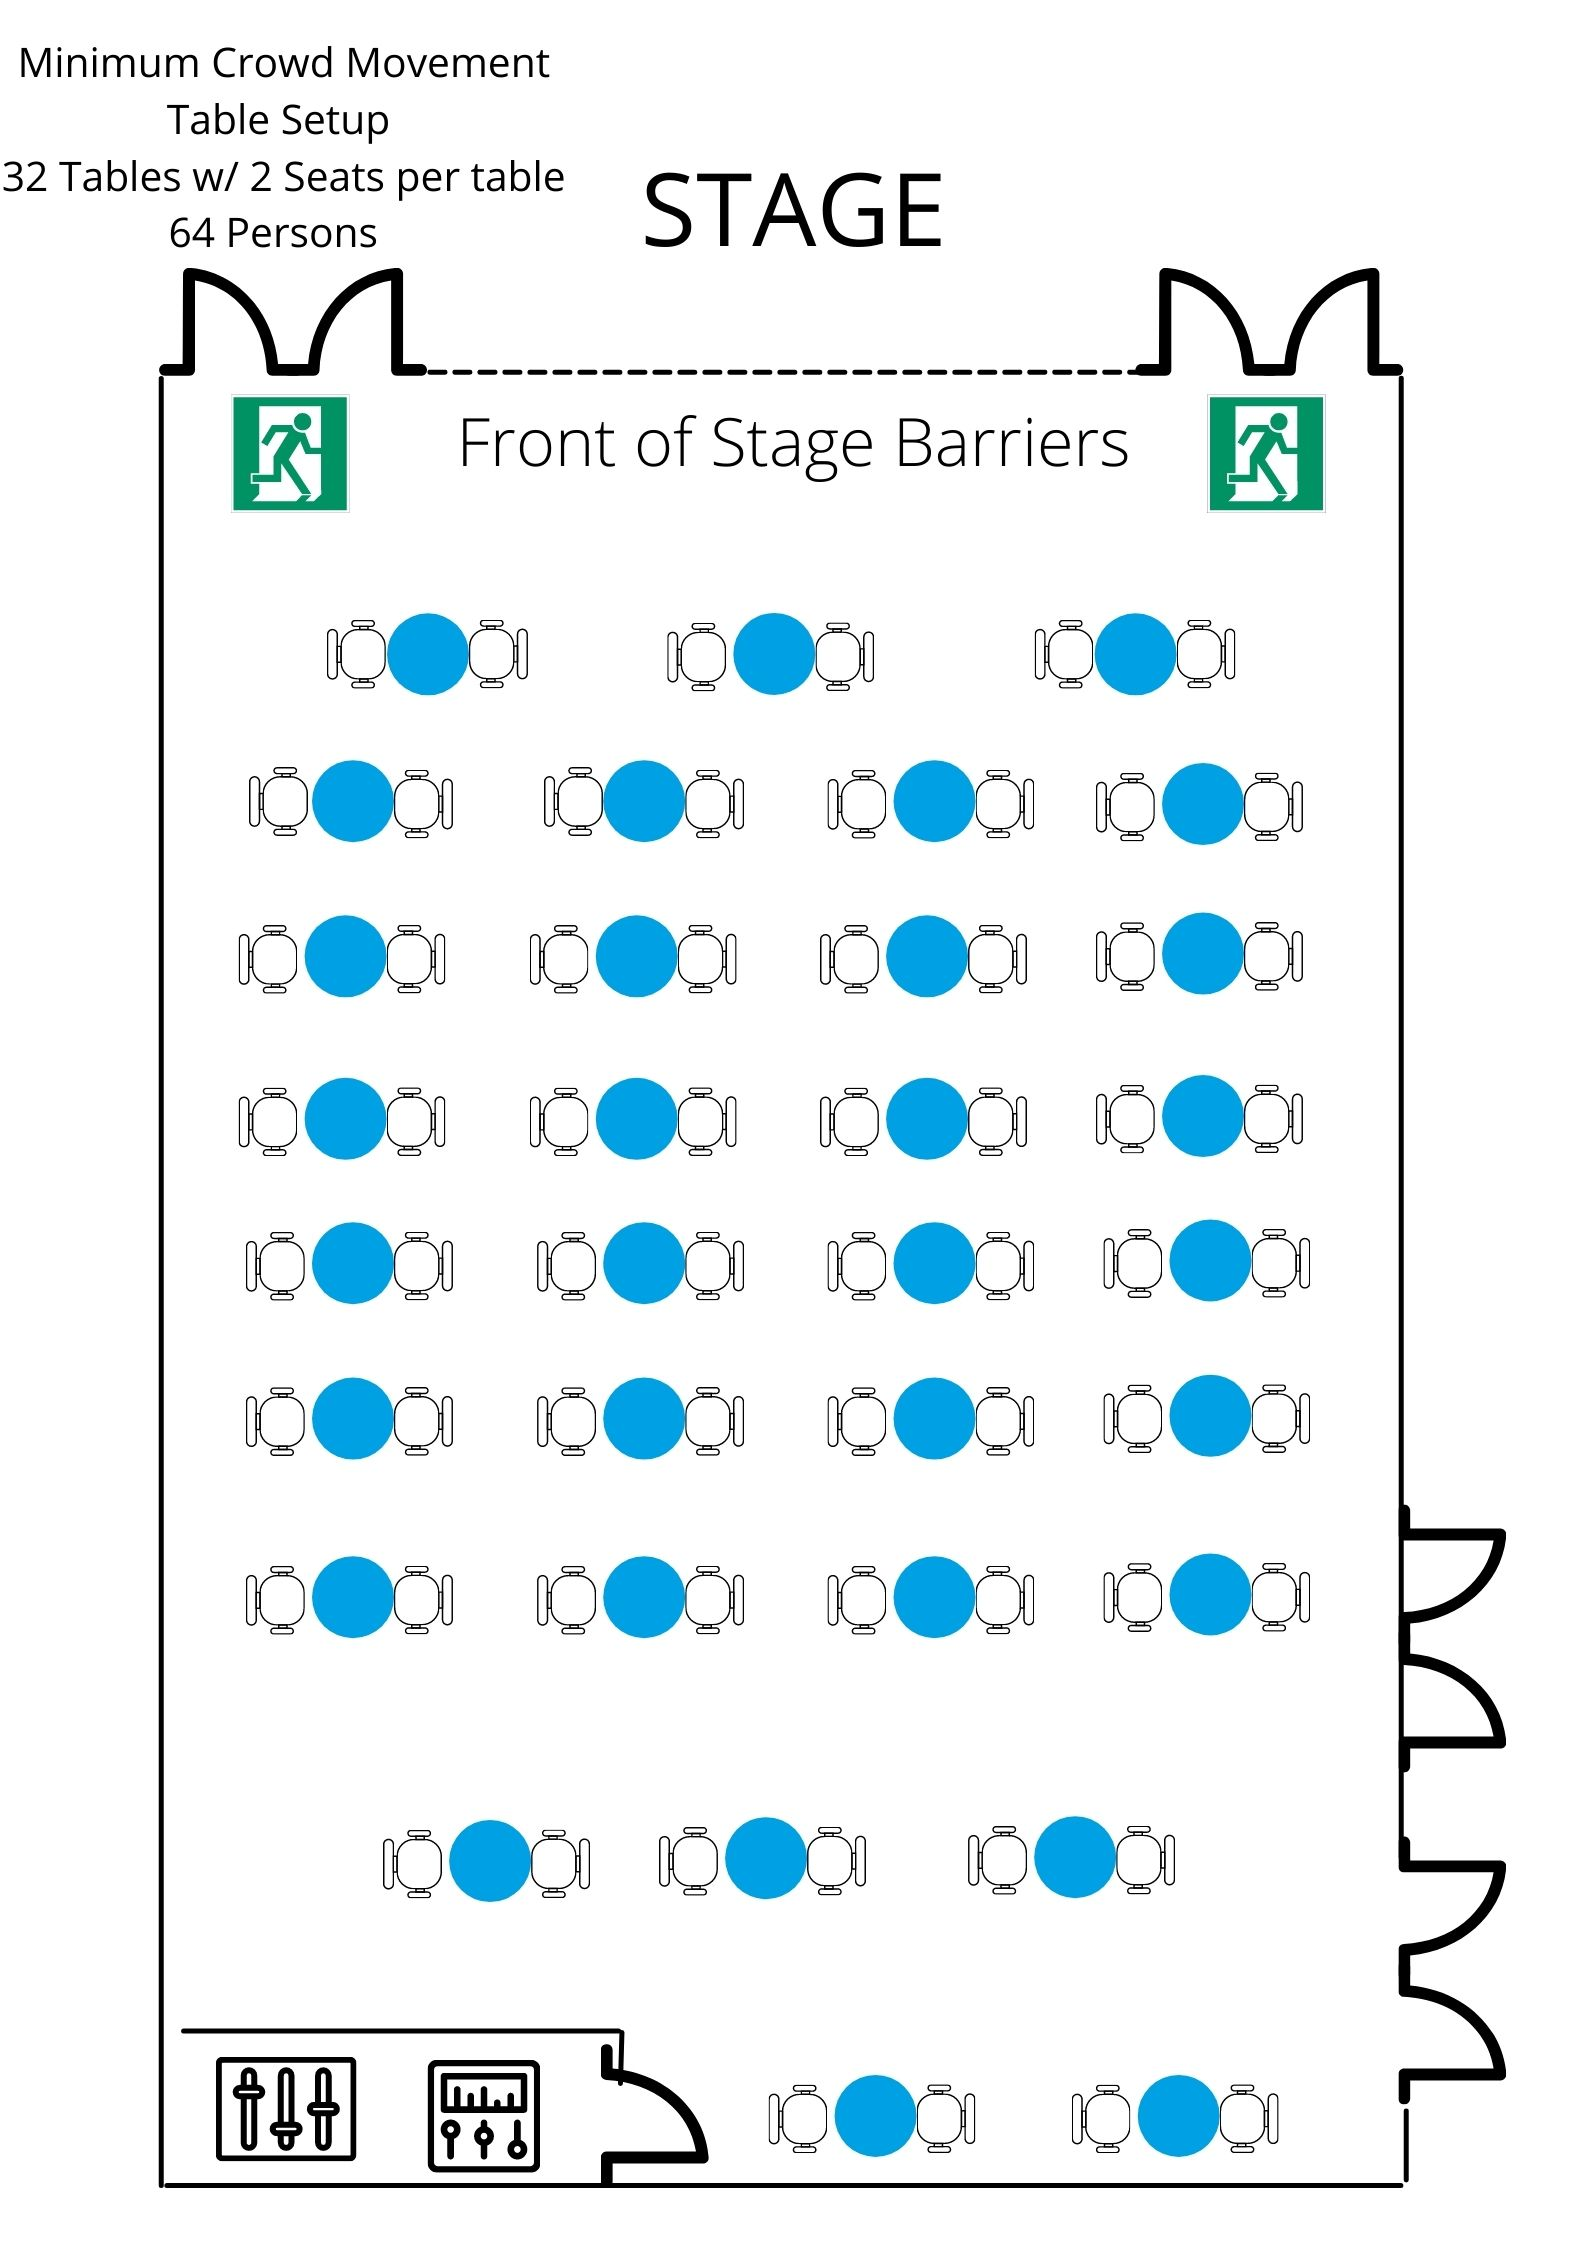 Minimum Crowd Movement
Table Setup
32 Tables w/ 2 Seats per table
64 Persons
STAGE
Front of Stage Barriers